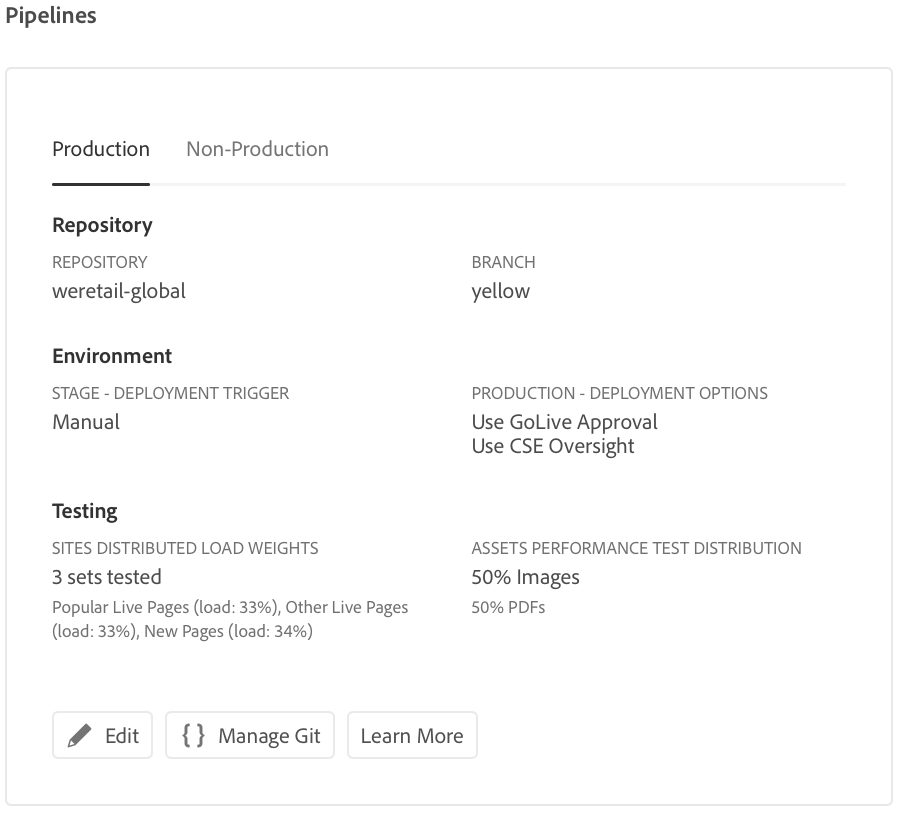 Pipelines
Production
Non-Production
Repository
REPOSITORY
weretail-global
BRANCH
yellow
Environment
STAGE - DEPLOYMENT TRIGGER
Manual
PRODUCTION - DEPLOYMENT OPTIONS
Use GoLive Approval
Use CSE Oversight
Testing
SITES DISTRIBUTED LOAD WEIGHTS
3 sets tested
Popular Live Pages (load: 33%), Other Live Pages
(load: 33%), New Pages (load: 34%)
ASSETS PERFORMANCE TEST DISTRIBUTION
50% Images
50% PDFs
Edit
{ } Manage Git
Learn More